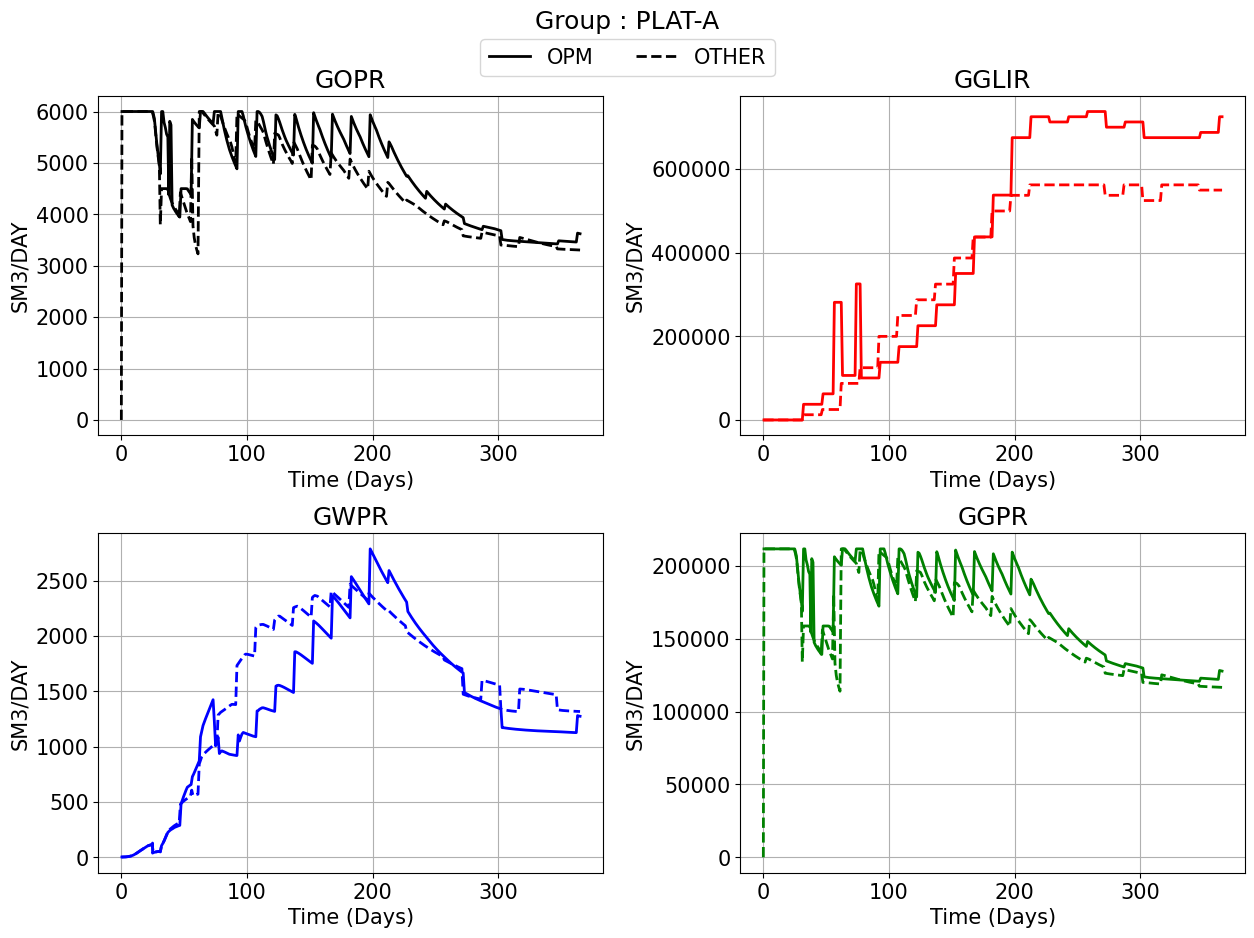 Group : PLAT-A
OPM OTHER
GOPR
SM3/DAY
6000
5000
4000
3000
2000
1000
0
0 100 200 300
Time (Days)
GGLIR
SM3/DAY
600000
400000
200000
0
0 100 200 300
Time (Days)
GWPR
SM3/DAY
2500
2000
1500
1000
500
0
0 100 200 300
Time (Days)
GGPR
SM3/DAY
200000
150000
100000
50000
0
0 100 200 300
Time (Days)